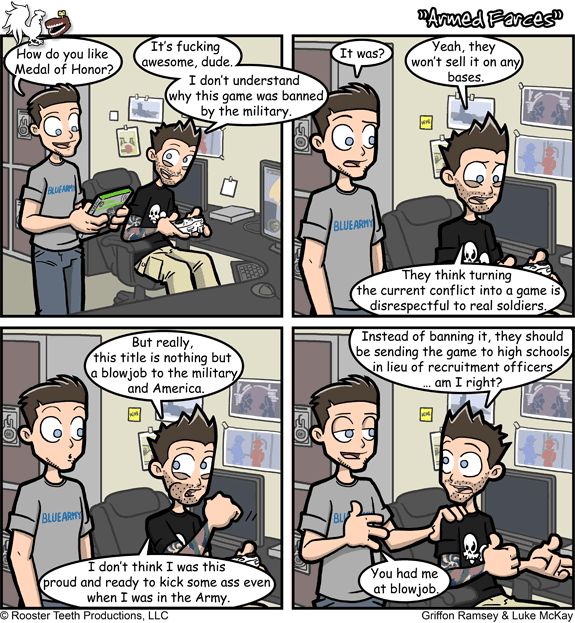 "Armed Farces"
How do you like
Medal of Honor?
It's fucking
awesome, dude.
I don't understand
why this game was banned
by the military.
BLUEARMY
It was?
Yeah, they
won't sell it on any
bases.
BLUEARMY
They think turning
the current conflict into a game is
disrespectful to real soldiers.
But really,
this title is nothing but
a blowjob to the military
and America.
BLUEARMY
I don't think I was this
proud and ready to kick some ass even
when I was in the Army.
Instead of banning it, they should
be sending the game to high schools,
in lieu of recruitment officers
... am I right?
BL
You had me
at blowjob.
© Rooster Teeth Productions, LLC
Griffon Ramsey & Luke McKay